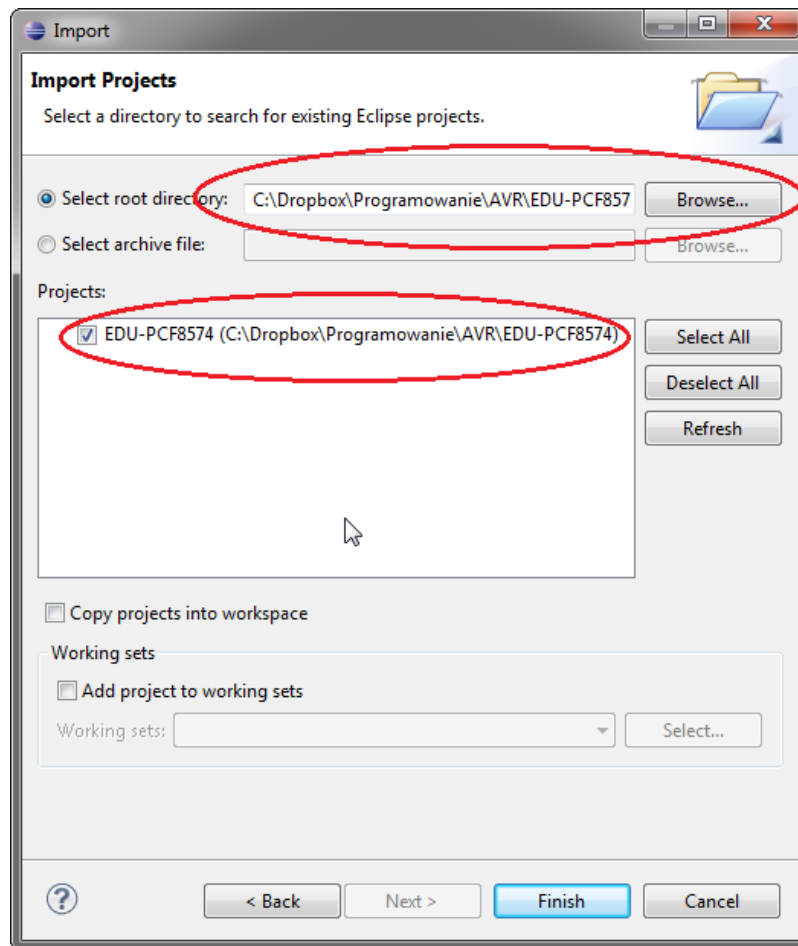 Import
Import Projects
Select a directory to search for existing Eclipse projects.
Select root directory: C:\Dropbox\Programowanie\AVR\EDU-PCF857 Browse...
Select archive file: Browse...
Projects:
EDU-PCF8574 (C:\Dropbox\Programowanie\AVR\EDU-PCF8574) Select All
Deselect All
Refresh
Copy projects into workspace
Working sets
Add project to working sets
Working sets: Select...
? < Back Next > Finish Cancel